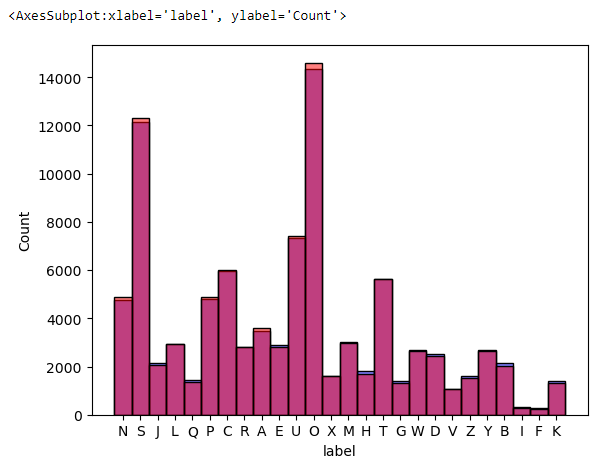 <AxesSubplot:xlabel='label', ylabel='Count'>
14000
12000
10000
8000
6000
4000
2000
0
Count
N S J L Q P C R A E U O X M H T G W D V Z Y B I F K
label